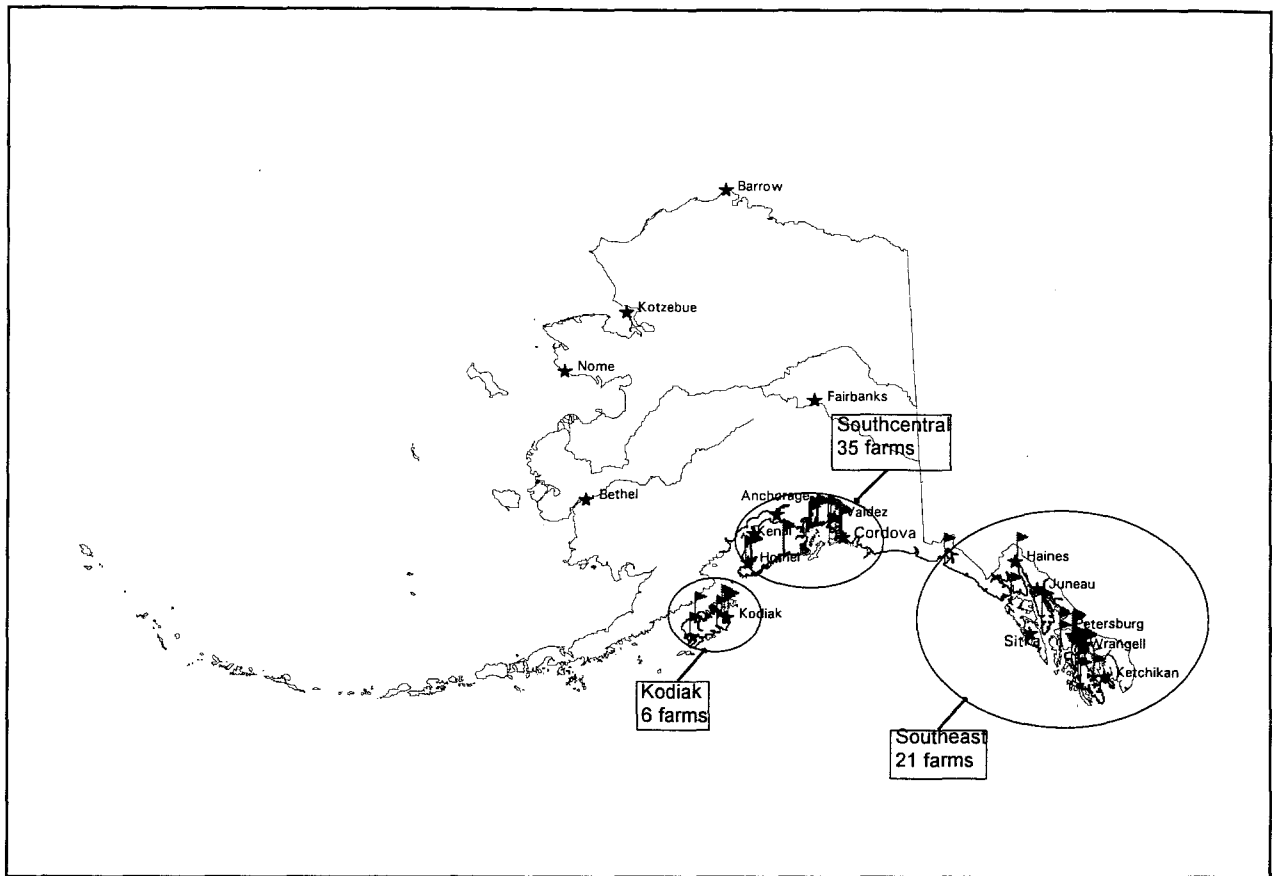 Barrow
Kotzebue
Nome
Fairbanks
Southcentral
35 farms
Bethel
Anchorage
Valdez
Kenai
Cordova
Homer
Haines
Juneau
Kodiak
Petersburg
Sitka
Wrangell
Ketchikan
Kodiak
6 farms
Southeast
21 farms